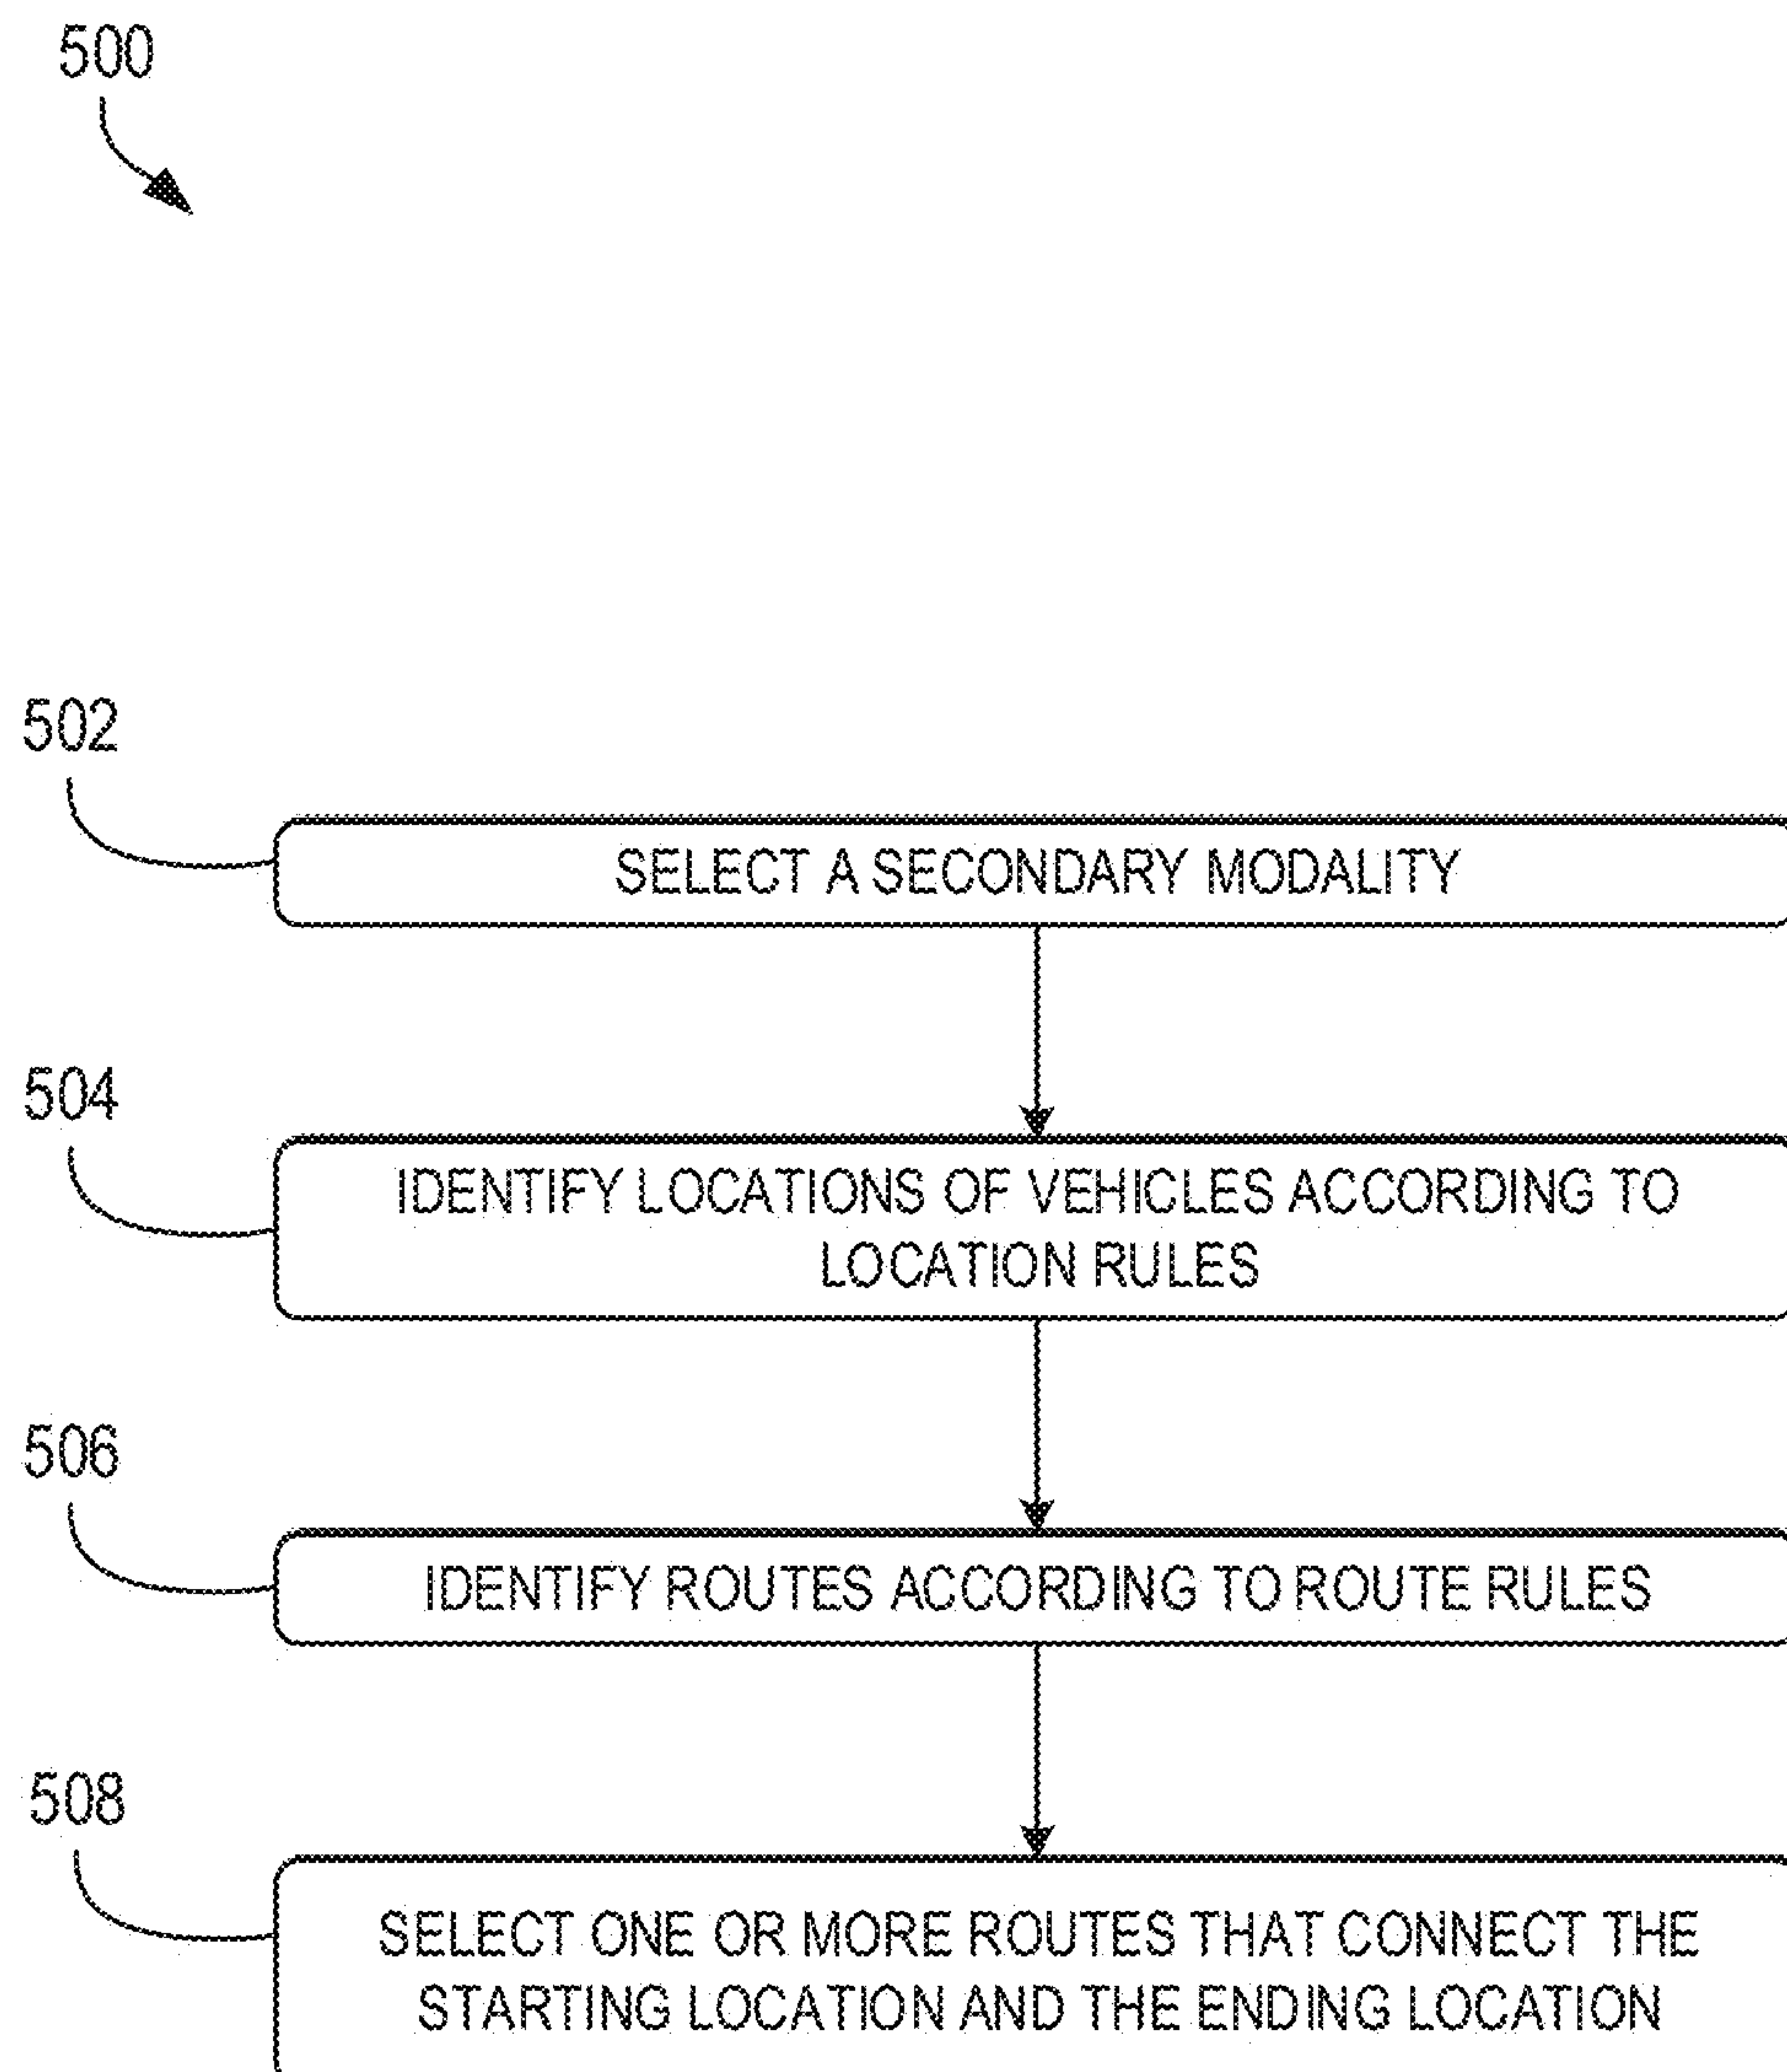 500
502
SELECT A SECONDARY MODALITY
504
IDENTIFY LOCATIONS OF VEHICLES ACCORDING TO
LOCATION RULES
506
IDENTIFY ROUTES ACCORDING TO ROUTE RULES
508
SELECT ONE OR MORE ROUTES THAT CONNECT THE
STARTING LOCATION AND THE ENDING LOCATION